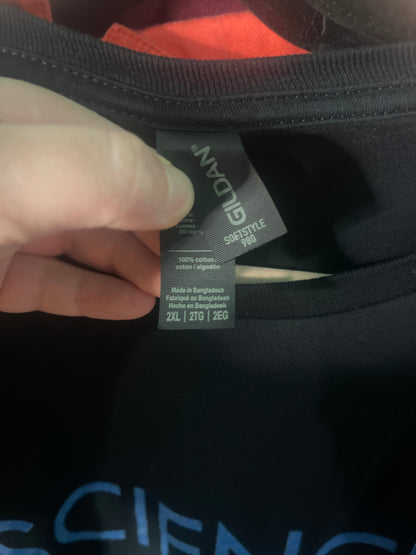 GILDAN®
SOFTSTYLE
980
100% cotton /
coton / algodón
Made in Bangladesh
Fabriqué au Bangladesh
Hecho en Bangladesh
2XL | 2TG | 2EG